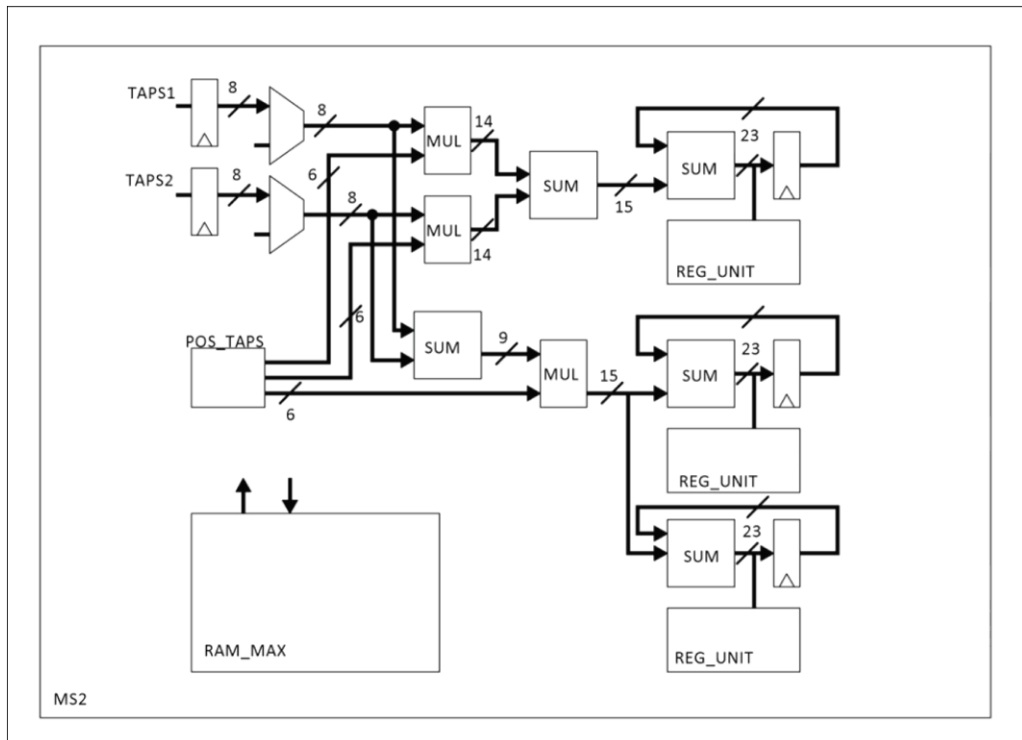 TAPS1
8
8
MUL
14
SUM
23
SUM
15
6
TAPS2
8
8
MUL
14
REG_UNIT
6
POS_TAPS
6
SUM
9
MUL
15
SUM
23
REG_UNIT
SUM
23
REG_UNIT
RAM_MAX
MS2